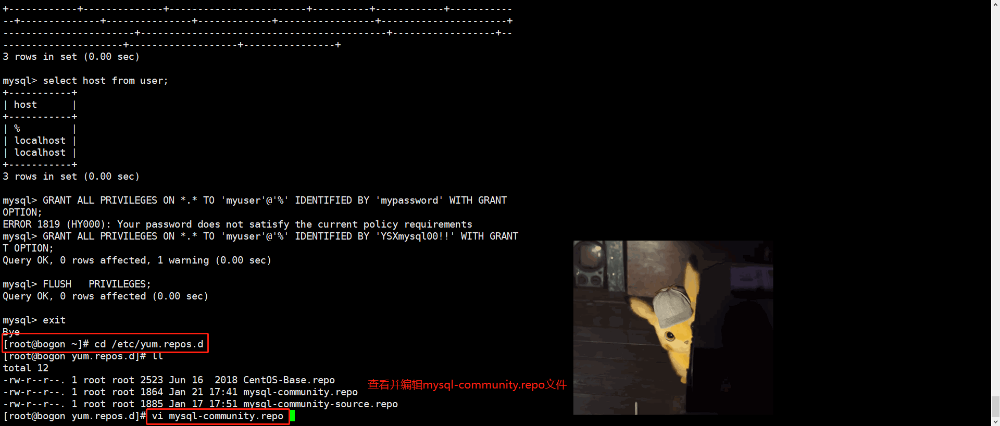 +------------+--------------+------------------------+----------+------------+-----------
--+--------------+---------------+-------------+-----------------+----------------------+
-----------------------+-------------------------------------------+------------------+--
---------------------+-------------------+----------------+
3 rows in set (0.00 sec)
mysql> select host from user;
+-----------+
| host      |
+-----------+
| %         |
| localhost |
| localhost |
+-----------+
3 rows in set (0.00 sec)
mysql> GRANT ALL PRIVILEGES ON *.* TO 'myuser'@'%' IDENTIFIED BY 'mypassword' WITH GRANT
OPTION;
ERROR 1819 (HY000): Your password does not satisfy the current policy requirements
mysql> GRANT ALL PRIVILEGES ON *.* TO 'myuser'@'%' IDENTIFIED BY 'YSXmysql00!!' WITH GRANT
T OPTION;
Query OK, 0 rows affected, 1 warning (0.00 sec)
mysql> FLUSH   PRIVILEGES;
Query OK, 0 rows affected (0.00 sec)
mysql> exit
Bye
[root@bogon ~]# cd /etc/yum.repos.d
[root@bogon yum.repos.d]# ll
total 12
-rw-r--r--. 1 root root 2523 Jun 16  2018 CentOS-Base.repo
-rw-r--r--. 1 root root 1864 Jan 21 17:41 mysql-community.repo
查看并编辑mysql-community.repo文件
-rw-r--r--. 1 root root 1885 Jan 17 17:51 mysql-community-source.repo
[root@bogon yum.repos.d]# vi mysql-community.repo